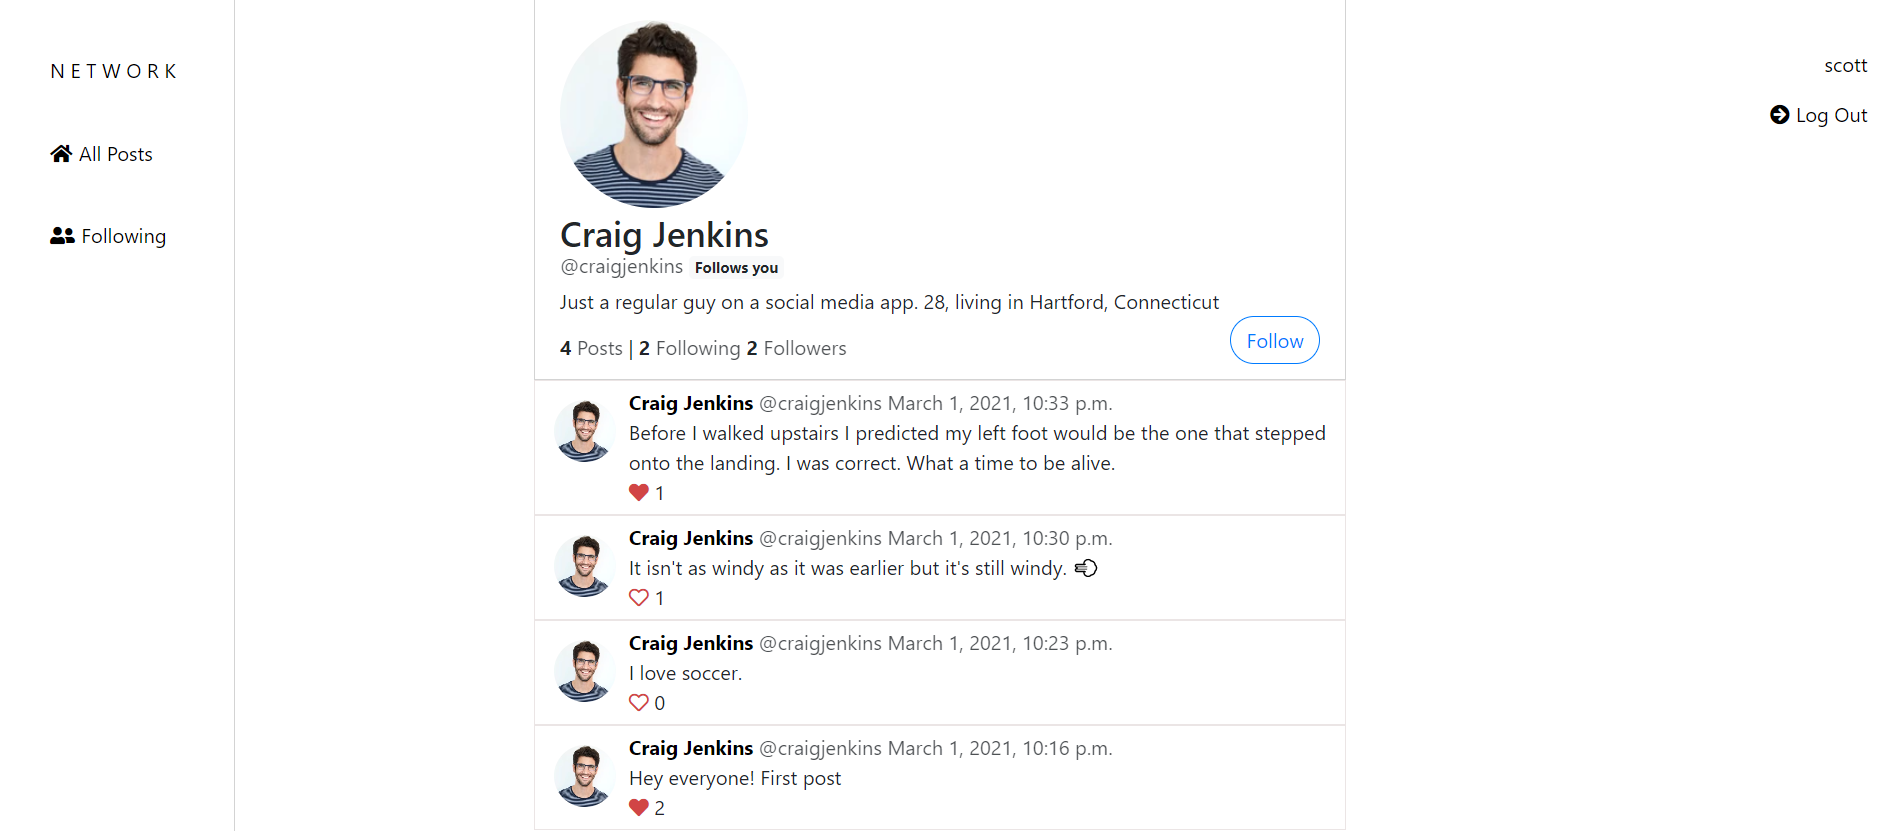 NETWORK
All Posts
Following
scott
Log Out
Craig Jenkins
@craigjenkins Follows you
Just a regular guy on a social media app. 28, living in Hartford, Connecticut
4 Posts | 2 Following 2 Followers
Follow
Craig Jenkins @craigjenkins March 1, 2021, 10:33 p.m.
Before I walked upstairs I predicted my left foot would be the one that stepped
onto the landing. I was correct. What a time to be alive.
1
Craig Jenkins @craigjenkins March 1, 2021, 10:30 p.m.
It isn't as windy as it was earlier but it's still windy.
1
Craig Jenkins @craigjenkins March 1, 2021, 10:23 p.m.
I love soccer.
0
Craig Jenkins @craigjenkins March 1, 2021, 10:16 p.m.
Hey everyone! First post
2